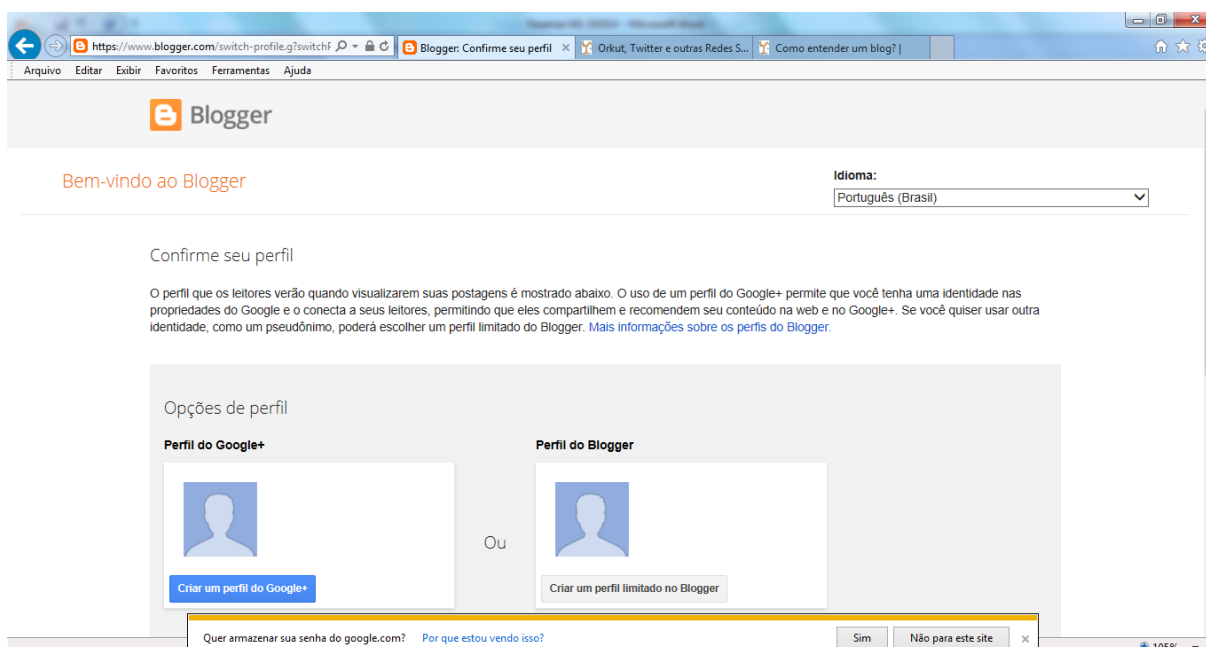 https://www.blogger.com/switch-profile.g?switchF
Blogger: Confirme seu perfil
Orkut, Twitter e outras Redes S...
Como entender um blog? |
Arquivo Editar Exibir Favoritos Ferramentas Ajuda
Blogger
Bem-vindo ao Blogger
Idioma:
Português (Brasil)
Confirme seu perfil
O perfil que os leitores verão quando visualizarem suas postagens é mostrado abaixo. O uso de um perfil do Google+ permite que você tenha uma identidade nas
propriedades do Google e o conecta a seus leitores, permitindo que eles compartilhem e recomendem seu conteúdo na web e no Google+. Se você quiser usar outra
identidade, como um pseudônimo, poderá escolher um perfil limitado do Blogger. Mais informações sobre os perfis do Blogger.
Opções de perfil
Perfil do Google+
Perfil do Blogger
Ou
Criar um perfil do Google+
Criar um perfil limitado no Blogger
Quer armazenar sua senha do google.com? Por que estou vendo isso? Sim Não para este site
105%